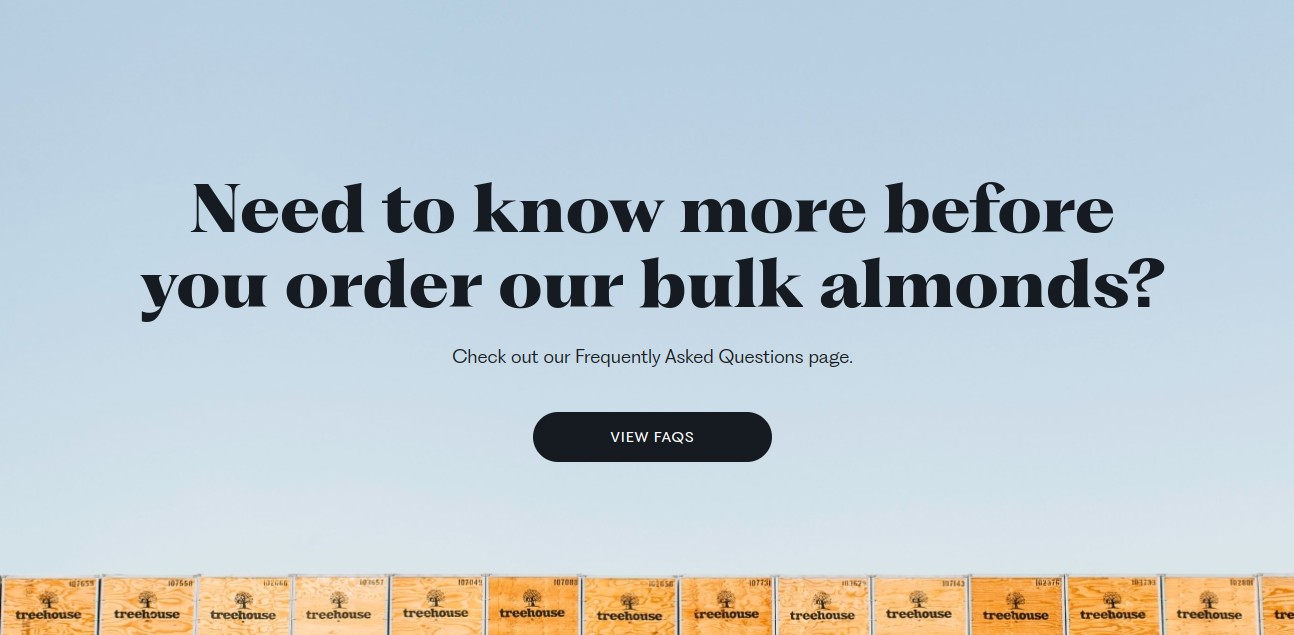 Need to know more before
you order our bulk almonds?
Check out our Frequently Asked Questions page.
VIEW FAQS
treehouse
treehouse
treehouse
treehouse
treehouse
treehouse
treehouse
treehouse
treehouse
treehouse
treehouse
treehouse
treehouse